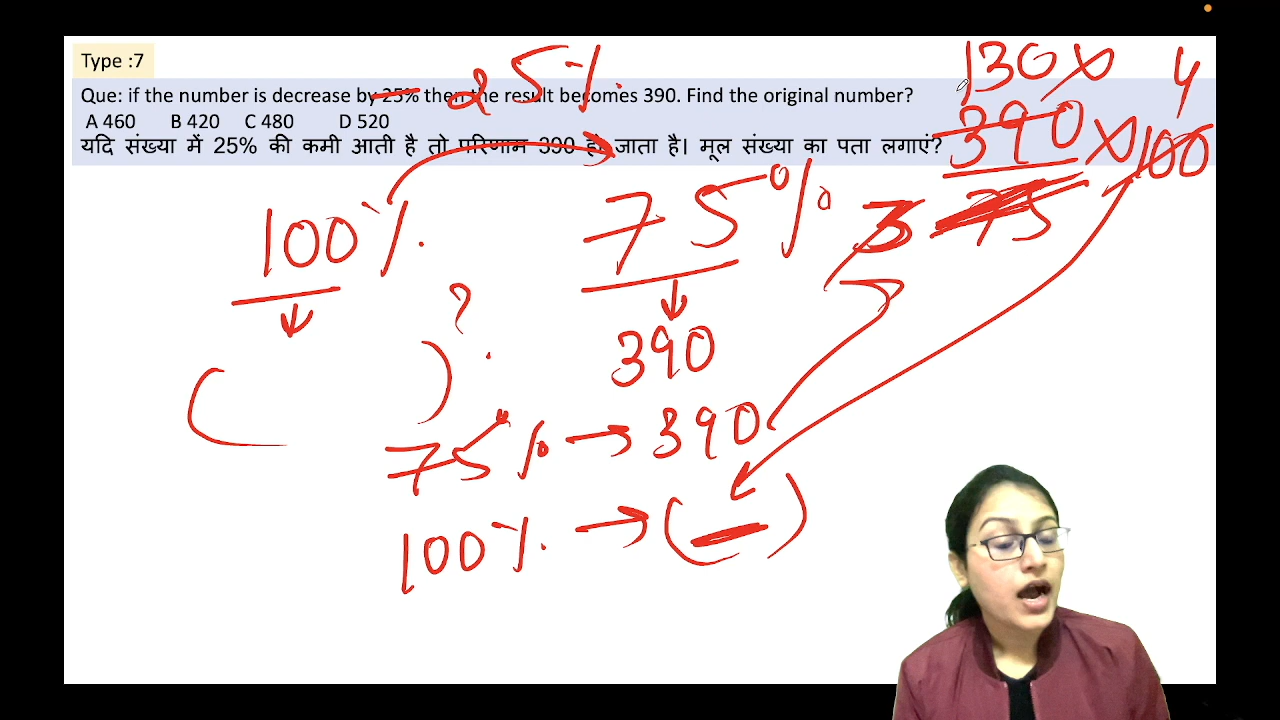 Type :7
Que: if the number is decrease by 25% then the result becomes 390. Find the original number?
A 460 B 420 C 480 D 520
यदि संख्या में 25% की कमी आती है तो परिणाम 390 हो जाता है। मूल संख्या का पता लगाएं?
25%
130 x 4
390 x 100
3 75
100% 75%
( )? 390
75% → 390
100% → ( )